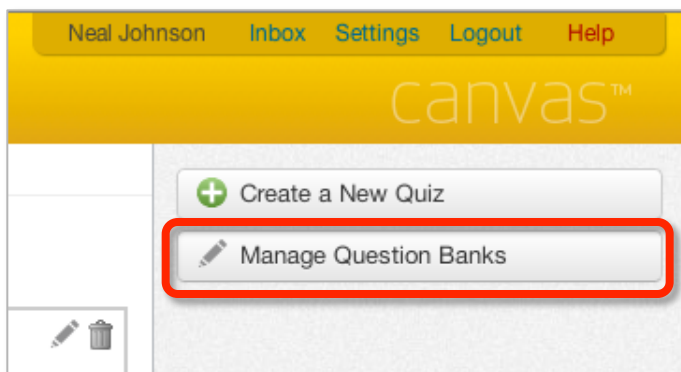 Neal Johnson Inbox Settings Logout Help
canvas™
Create a New Quiz
Manage Question Banks